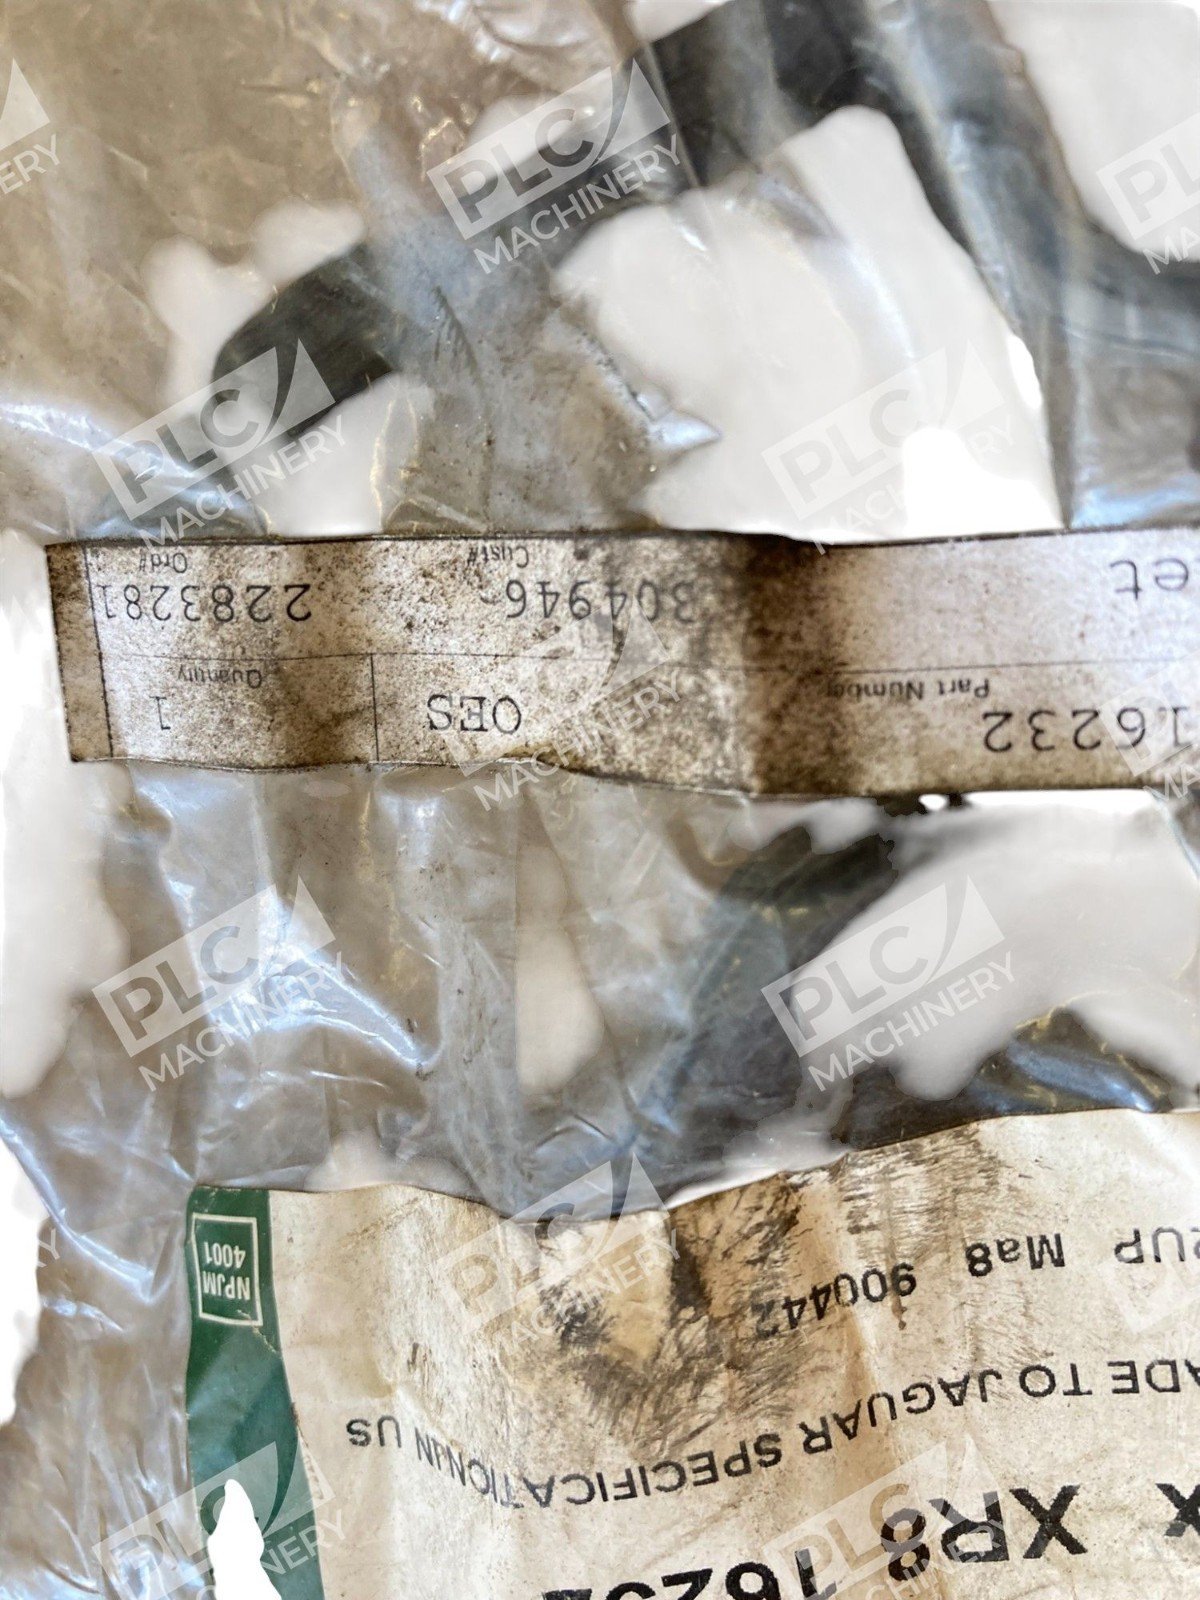 XR8 1623
ADE TO JAGUAR SPECIFICATION IN US
900442
UP Ma8
NPJM
4001
16232 OES 1
Part Number Quantity
et 304946 2283281
Cust# Ord#
PLC
MACHINERY